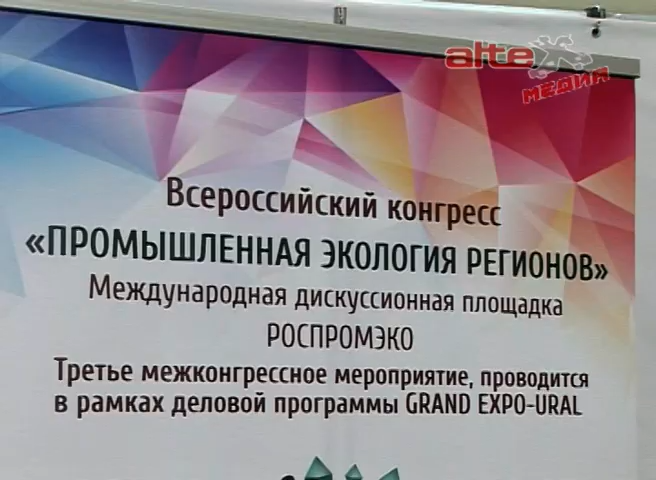 altex
МЕДИА
Всероссийский конгресс
«ПРОМЫШЛЕННАЯ ЭКОЛОГИЯ РЕГИОНОВ»
Международная дискуссионная площадка
РОСПРОМЭКО
Третье межконгрессное мероприятие, проводится
в рамках деловой программы GRAND EXPO-URAL